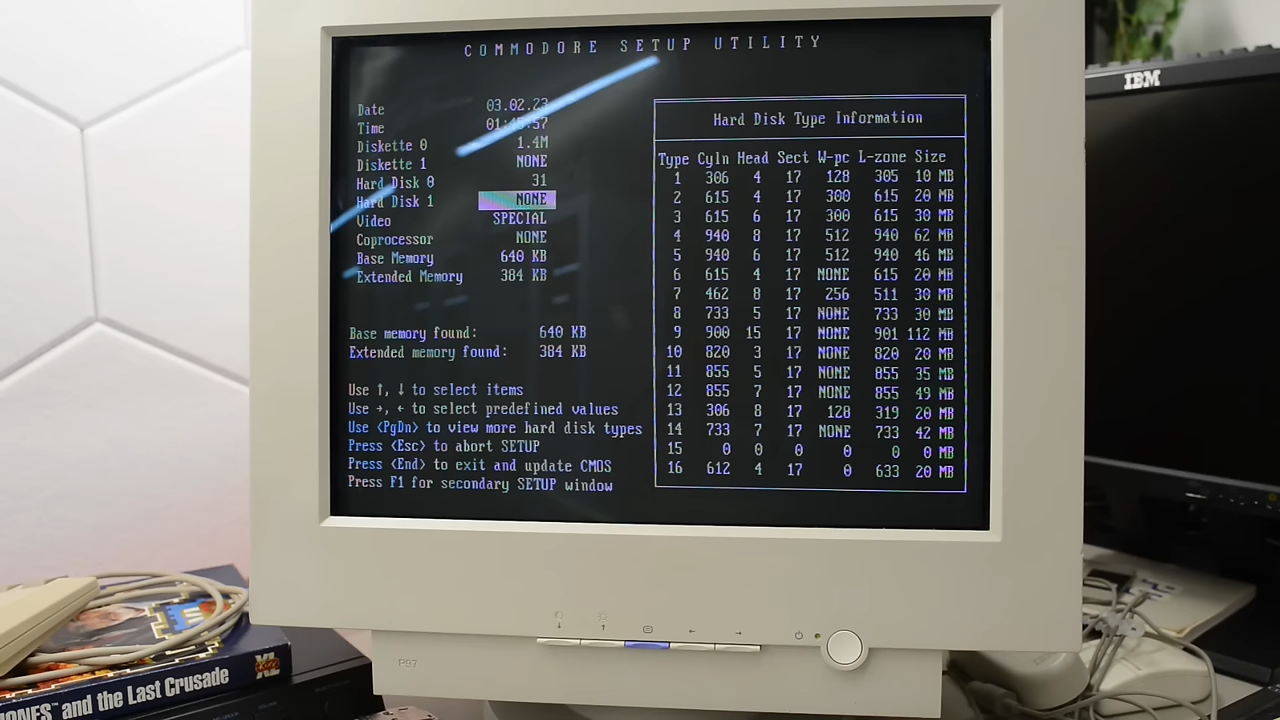 COMMODORE SETUP UTILITY
Date 03.02.23
Time
Diskette 0 1.4M
Diskette 1 NONE
Hard Disk 0 31
Hard Disk 1 NONE
Video SPECIAL
Coprocessor NONE
Base Memory 640 KB
Extended Memory 384 KB
Base memory found: 640 KB
Extended memory found: 384 KB
Use ↑, ↓ to select items
Use →, ← to select predefined values
Use <PgDn> to view more hard disk types
Press <Esc> to abort SETUP
Press <End> to exit and update CMOS
Press F1 for secondary SETUP window
Hard Disk Type Information
Type Cyln Head Sect W-pc L-zone Size
1 306 4 17 128 305 10 MB
2 615 4 17 300 615 20 MB
3 615 6 17 300 615 30 MB
4 940 8 17 512 940 62 MB
5 940 6 17 512 940 46 MB
6 615 4 17 NONE 615 20 MB
7 462 8 17 256 511 30 MB
8 733 5 17 NONE 733 30 MB
9 900 15 17 NONE 901 112 MB
10 820 3 17 NONE 820 20 MB
11 855 5 17 NONE 855 35 MB
12 855 7 17 NONE 855 49 MB
13 306 8 17 128 319 20 MB
14 733 7 17 NONE 733 42 MB
15 0 0 0 0 0 0 MB
16 612 4 17 0 633 20 MB
IBM
P97
JONES™ and the Last Crusade
XL